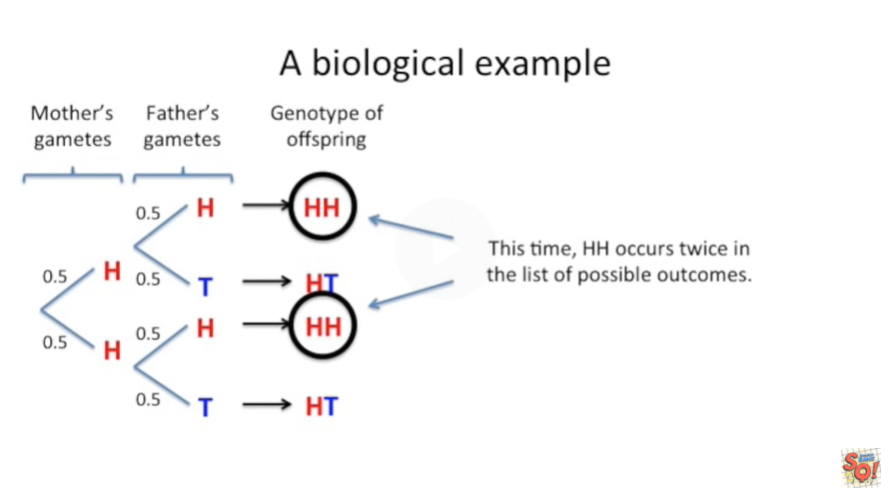 A biological example
Mother's
gametes
Father's
gametes
Genotype of
offspring
0.5
H
HH
0.5
H
0.5
T
HT
0.5
H
0.5
H
HH
0.5
T
HT
This time, HH occurs twice in
the list of possible outcomes.
SQ!